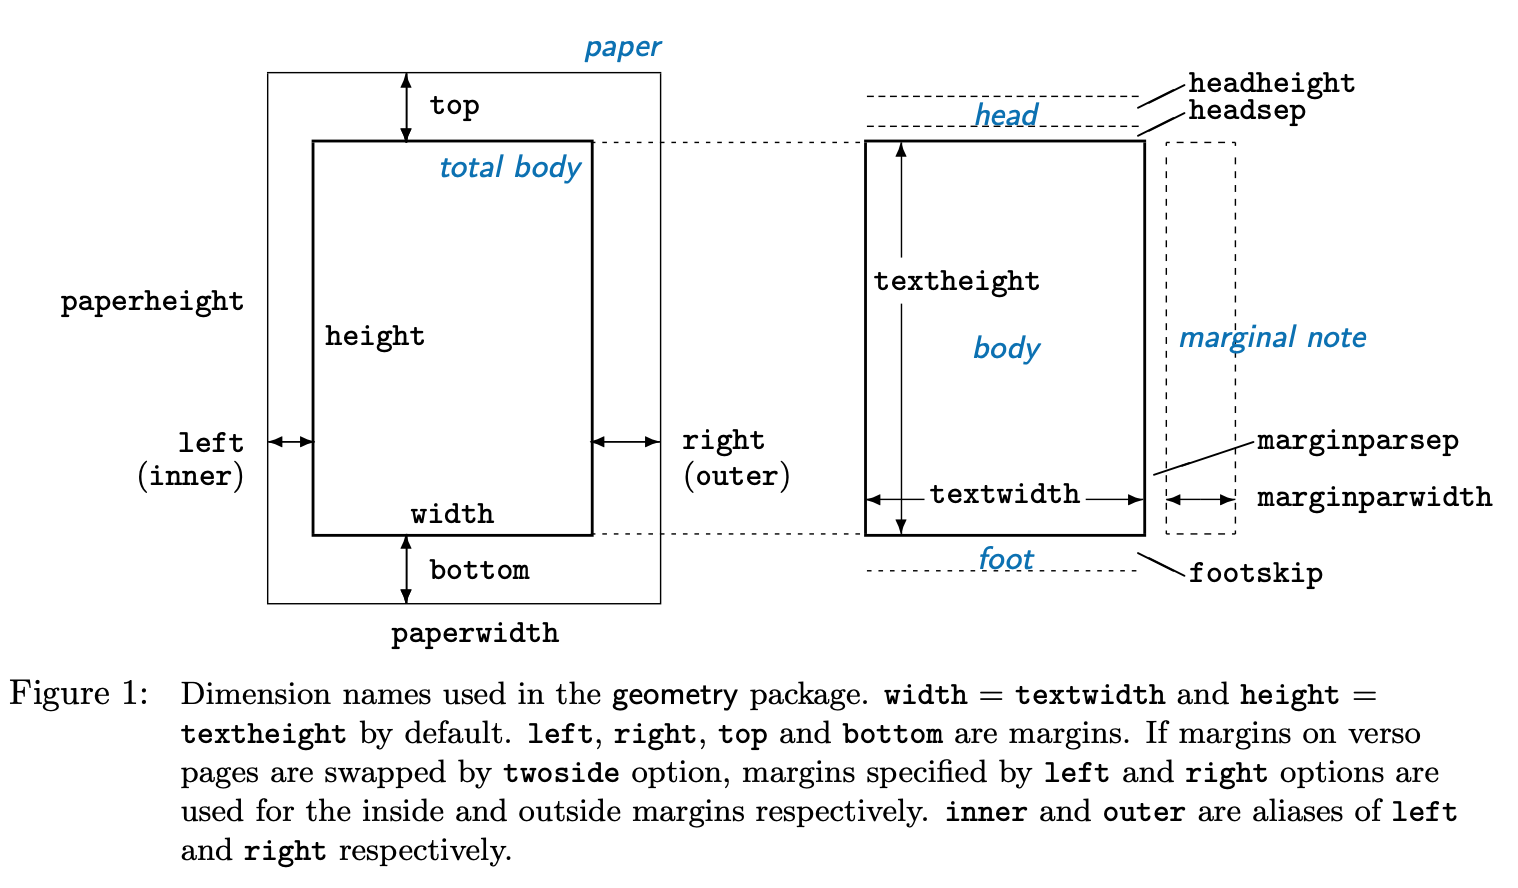 paper
top
total body
paperheight
height
left
(inner)
right
(outer)
width
bottom
paperwidth
headheight
head
headsep
textheight
body
marginal note
marginparsep
textwidth
marginparwidth
foot
footskip
Figure 1: Dimension names used in the geometry package. width = textwidth and height =
textheight by default. left, right, top and bottom are margins. If margins on verso
pages are swapped by twoside option, margins specified by left and right options are
used for the inside and outside margins respectively. inner and outer are aliases of left
and right respectively.